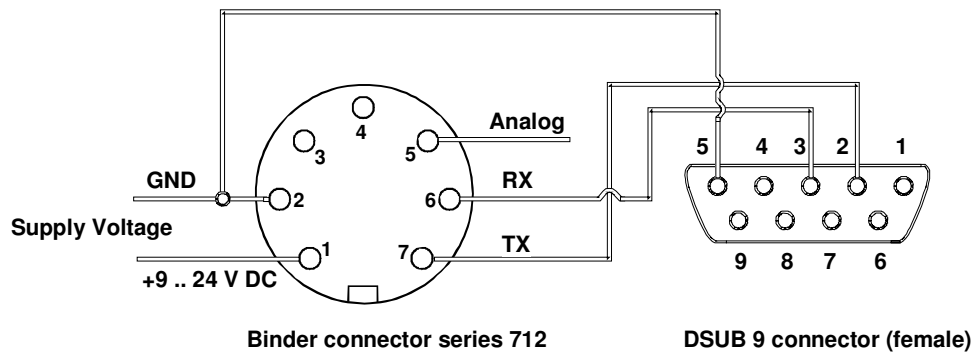 Analog
4
3
5
5 4 3 2 1
GND
2
6
RX
Supply Voltage
1
7
TX
+9 .. 24 V DC
9 8 7 6
Binder connector series 712
DSUB 9 connector (female)